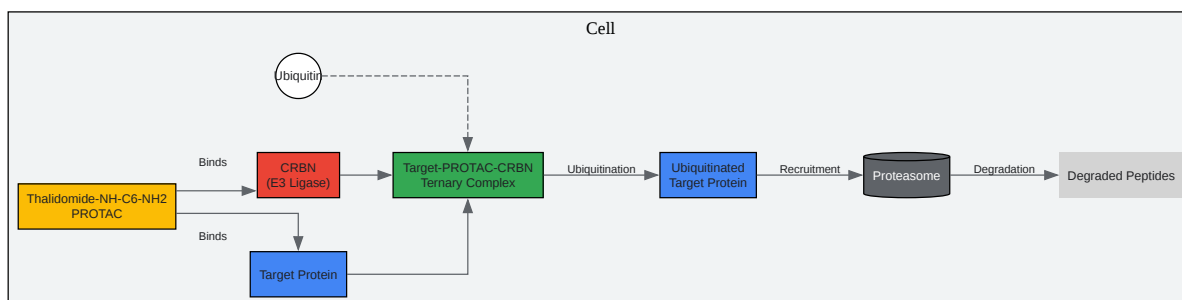 Cell
Ubiquitin
Binds
CRBN
(E3 Ligase)
Target-PROTAC-CRBN
Ternary Complex
Ubiquitination
Ubiquitinated
Target Protein
Recruitment
Proteasome
Degradation
Degraded Peptides
Thalidomide-NH-C6-NH2
PROTAC
Binds
Target Protein